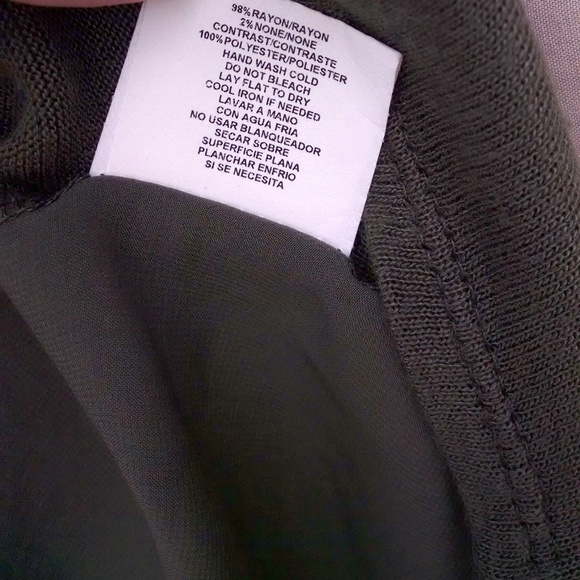 98% RAYON/RAYON
2% NONE/NONE
CONTRAST/CONTRASTE
100% POLYESTER/POLIESTER
HAND WASH COLD
DO NOT BLEACH
LAY FLAT TO DRY
COOL IRON IF NEEDED
LAVAR A MANO
CON AGUA FRIA
NO USAR BLANQUEADOR
SECAR SOBRE
SUPERFICIE PLANA
PLANCHAR ENFRIO
SI SE NECESITA